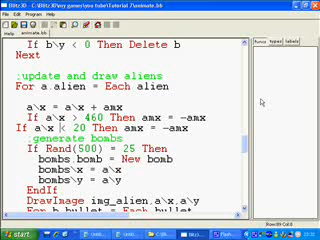 Blitz3D - C:\Blitz3D\my games\you tube\Tutorial 7\animate.bb
File Edit Program Help
Help animate.bb
If b\y < 0 Then Delete b
Next
;update and draw aliens
For a.alien = Each alien
a\x = a\x + amx
If a\x > 460 Then amx = -amx
If a\x < 20 Then amx = -amx
;generate bombs
If Rand(500) = 25 Then
bombs.bomb = New bomb
bombs\x = a\x
bombs\y = a\y
EndIf
DrawImage img_alien,a\x,a\y
For b.bullet = Each bullet
funcs types labels
start